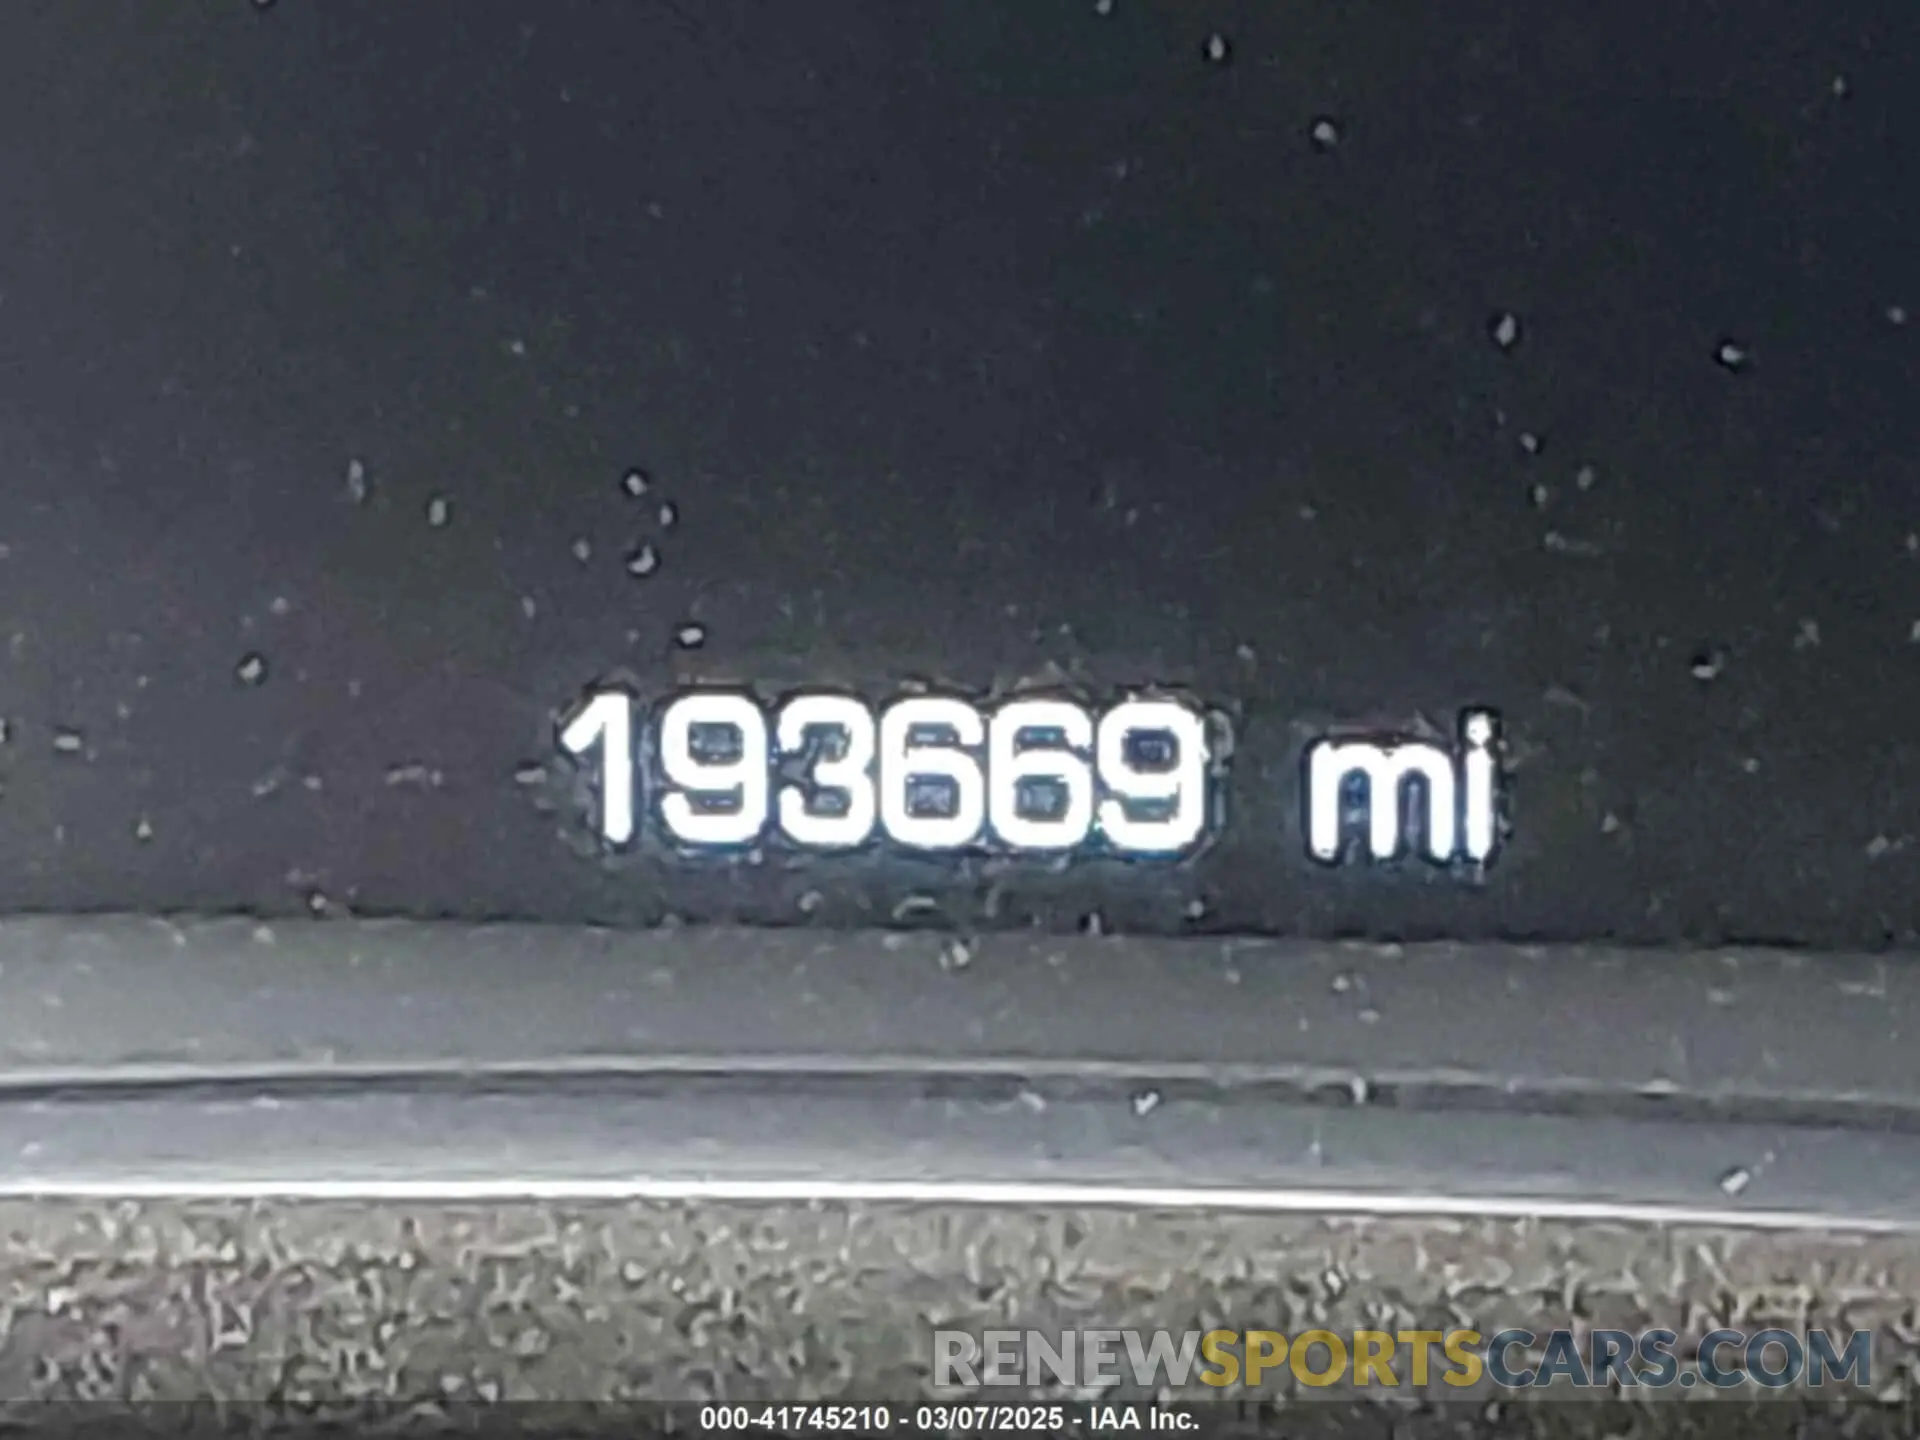 193669 mi
RENEWSPORTSCARS.COM
000-41745210 - 03/07/2025 - IAA Inc.